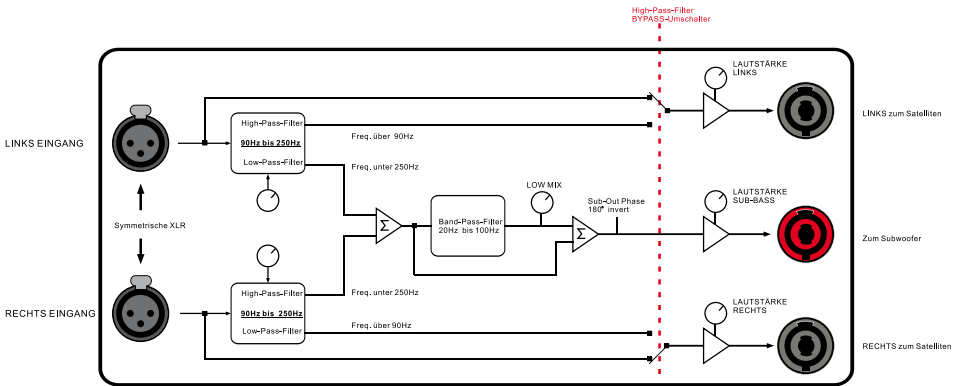 High-Pass-Filter
BYPASS-Umschalter
LAUTSTÄRKE
LINKS
LINKS EINGANG
High-Pass-Filter
90Hz bis 250Hz
Low-Pass-Filter
Freq. über 90Hz
Freq. unter 250Hz
LINKS zum Satelliten
Symmetrische XLR
Σ
Band-Pass-Filter
20Hz bis 100Hz
LOW MIX
Σ
Sub-Out Phase
180° invert
LAUTSTÄRKE
SUB-BASS
Zum Subwoofer
RECHTS EINGANG
High-Pass-Filter
90Hz bis 250Hz
Low-Pass-Filter
Freq. unter 250Hz
Freq. über 90Hz
LAUTSTÄRKE
RECHTS
RECHTS zum Satelliten